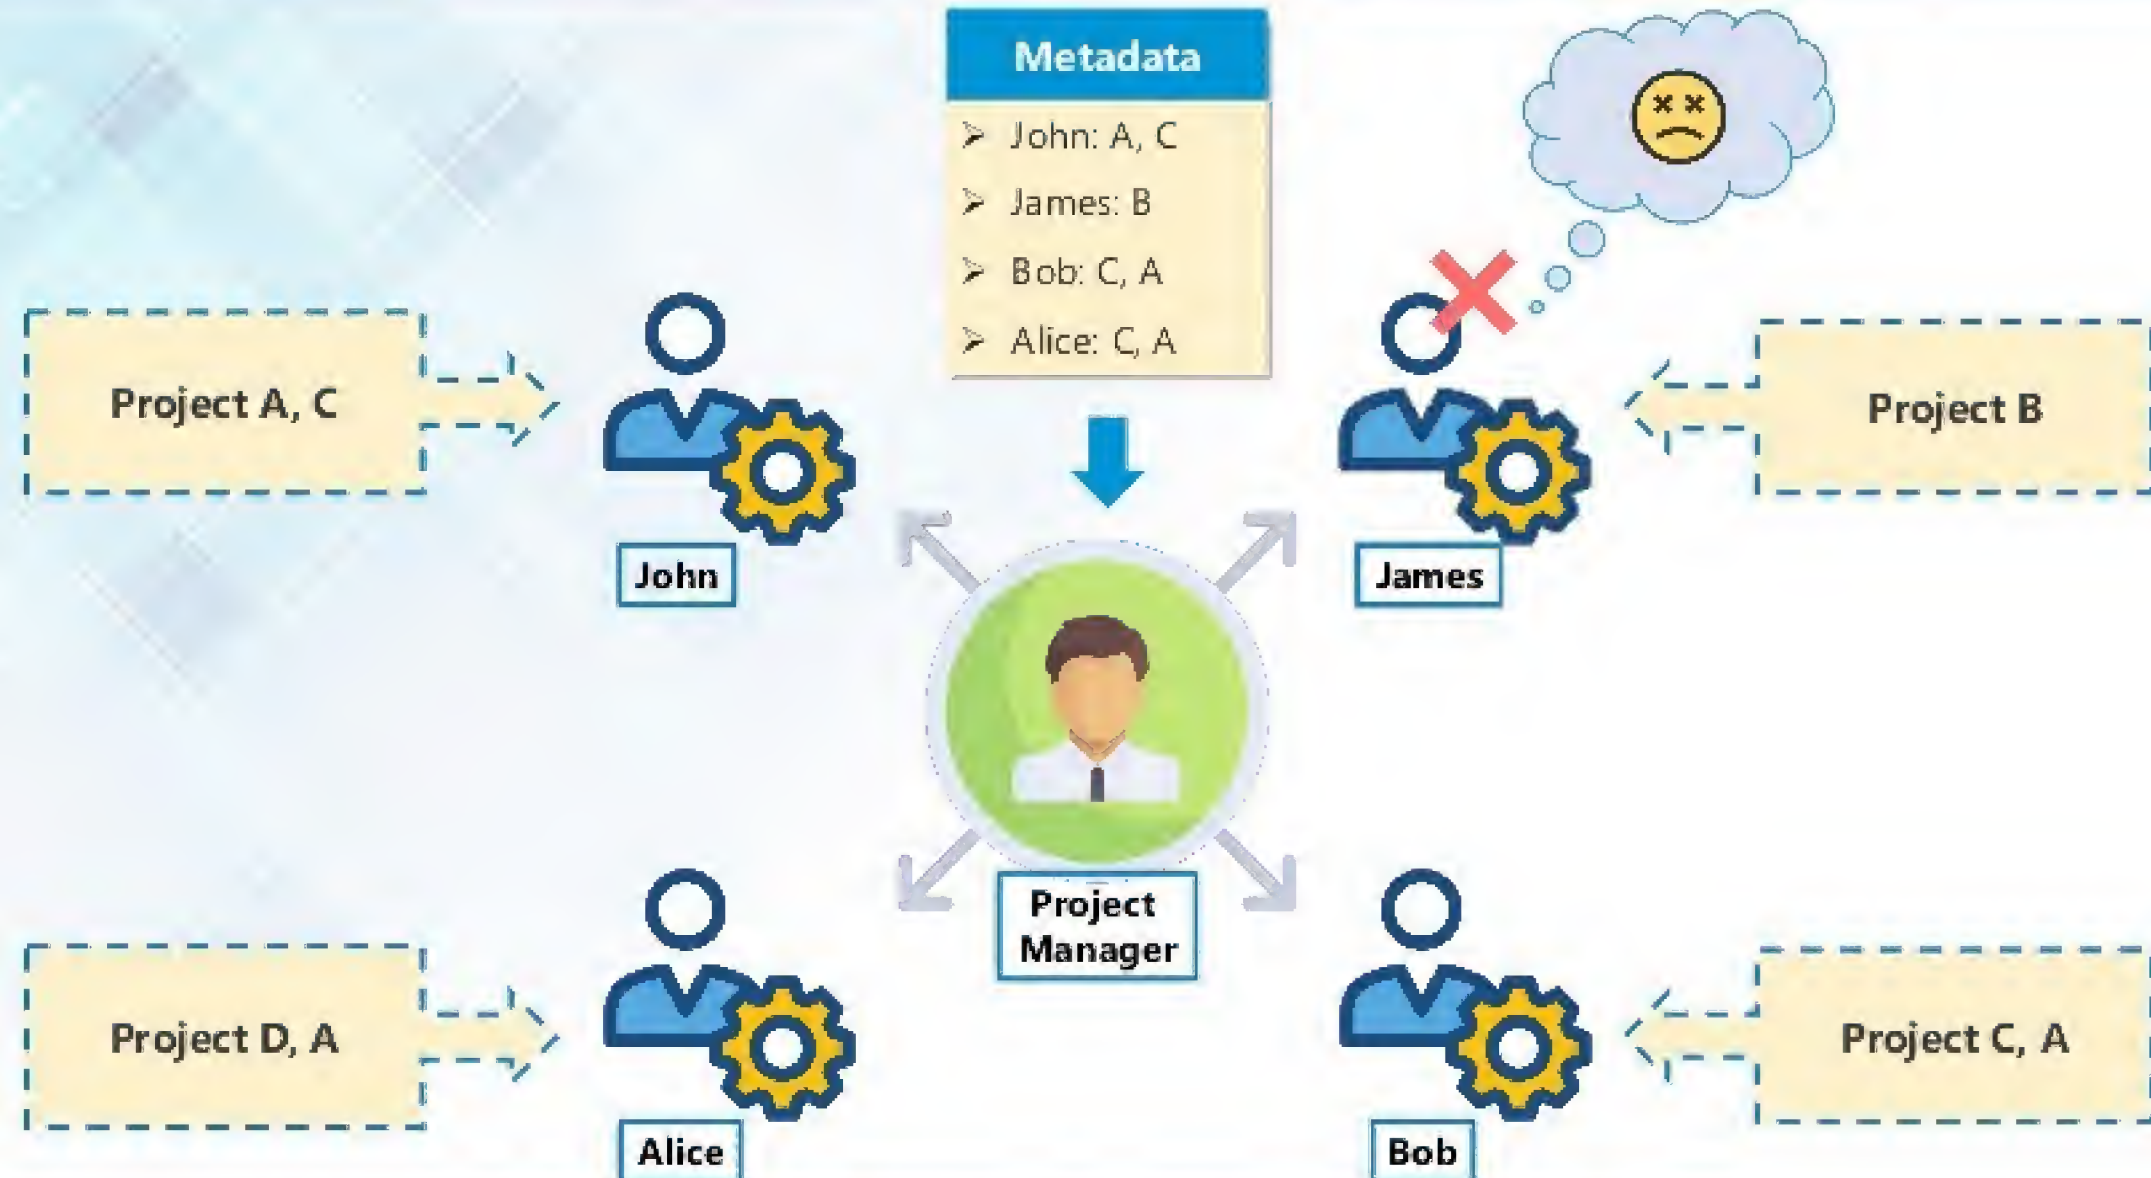 Metadata
➢ John: A, C
➢ James: B
➢ Bob: C, A
➢ Alice: C, A
Project A, C
Project B
John
James
Project
Manager
Project D, A
Project C, A
Alice
Bob